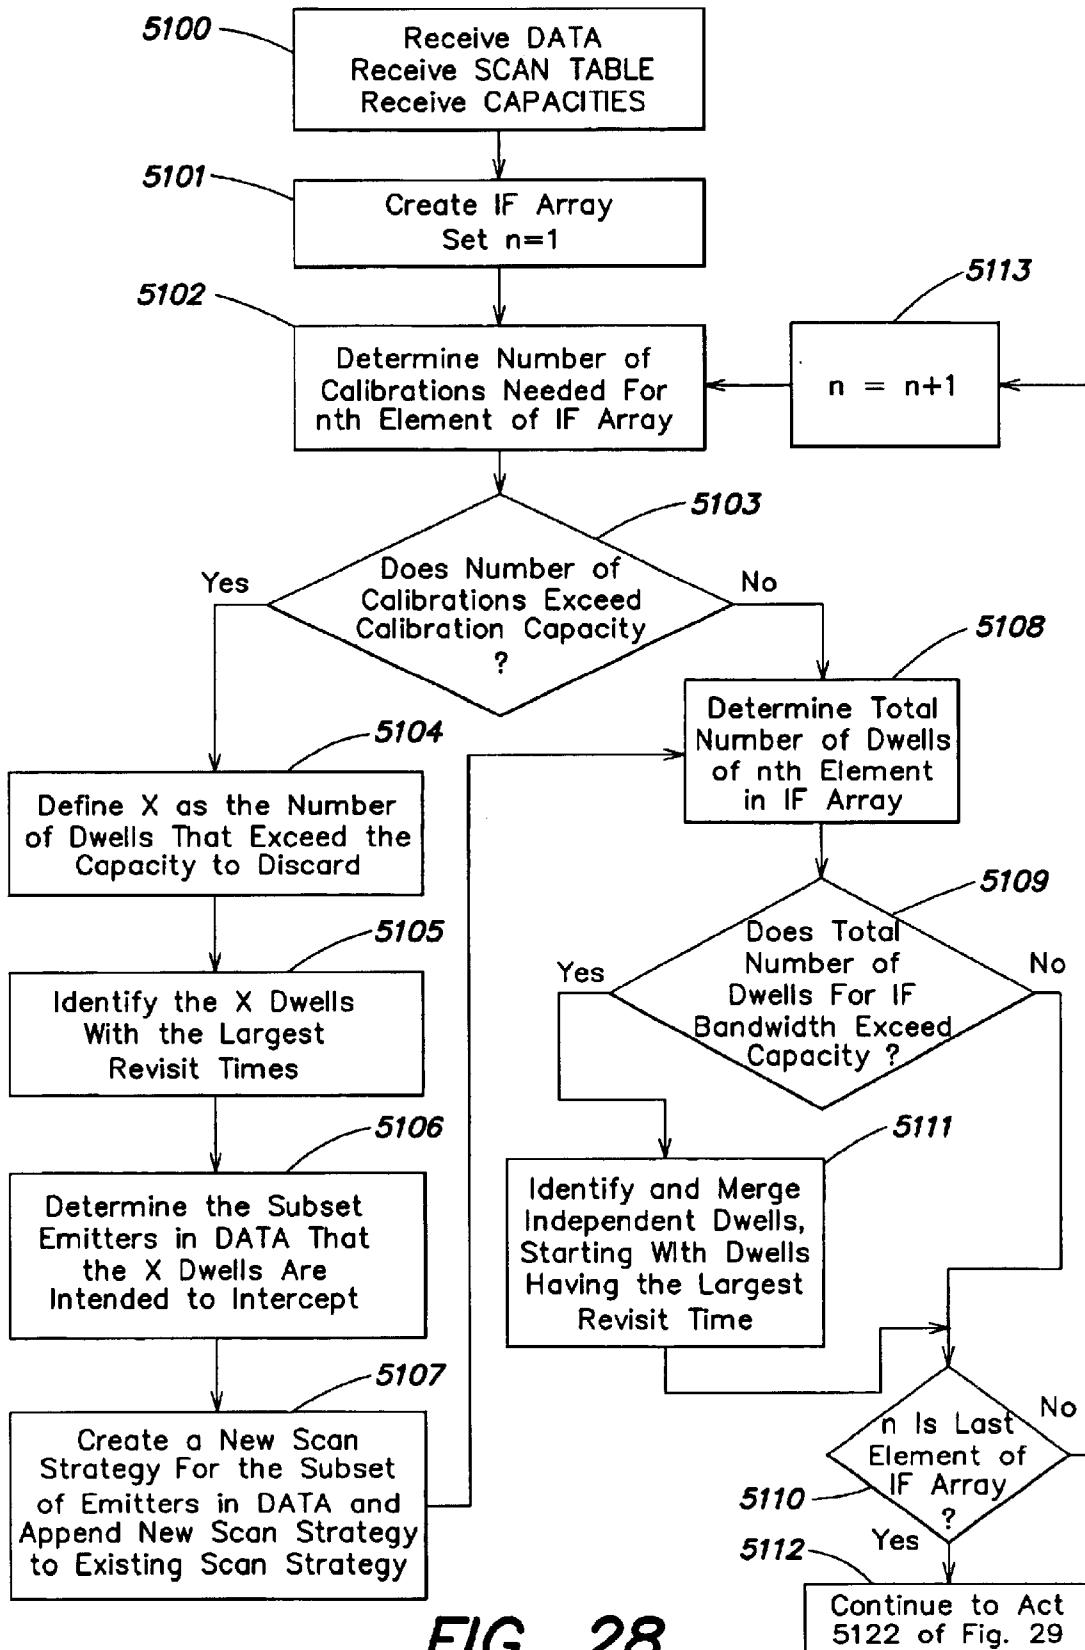 5100
Receive DATA
Receive SCAN TABLE
Receive CAPACITIES
5101
Create IF Array
Set n=1
5102
Determine Number of
Calibrations Needed For
nth Element of IF Array
5113
n = n+1
5103
Does Number of
Calibrations Exceed
Calibration Capacity
?
Yes
No
5104
Define X as the Number
of Dwells That Exceed the
Capacity to Discard
5105
Identify the X Dwells
With the Largest
Revisit Times
5106
Determine the Subset
Emitters in DATA That
the X Dwells Are
Intended to Intercept
5107
Create a New Scan
Strategy For the Subset
of Emitters in DATA and
Append New Scan Strategy
to Existing Scan Strategy
5108
Determine Total
Number of Dwells
of nth Element
in IF Array
5109
Does Total
Number of
Dwells For IF
Bandwidth Exceed
Capacity ?
Yes
No
5111
Identify and Merge
Independent Dwells,
Starting With Dwells
Having the Largest
Revisit Time
5110
n Is Last
Element of
IF Array
?
No
Yes
5112
Continue to Act
5122 of Fig. 29
FIG. 28